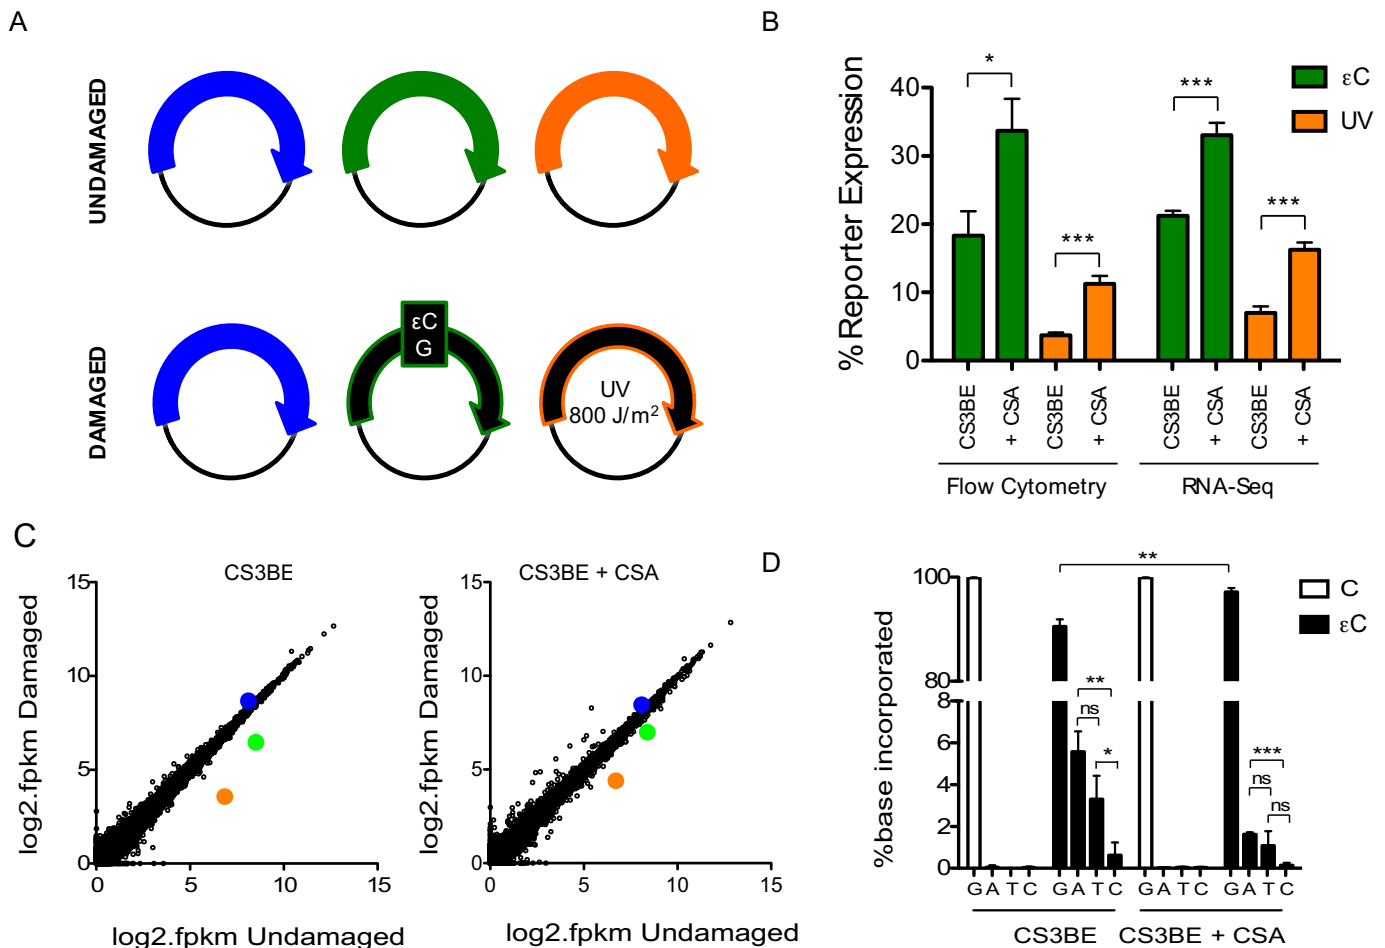 A
UNDAMAGED
DAMAGED
εC
G
UV
800 J/m²
B
% Reporter Expression
40
30
20
10
0
*
***
***
***
εC
UV
CS3BE
+ CSA
CS3BE
+ CSA
CS3BE
+ CSA
CS3BE
+ CSA
Flow Cytometry
RNA-Seq
C
CS3BE
log2.fpkm Damaged
15
10
5
0
0
5
10
15
log2.fpkm Undamaged
CS3BE + CSA
log2.fpkm Damaged
15
10
5
0
0
5
10
15
log2.fpkm Undamaged
D
%base incorporated
100
80
8
6
4
2
0
**
**
ns
*
***
ns
ns
C
εC
G A T C
G A T C
G A T C
G A T C
CS3BE
CS3BE + CSA